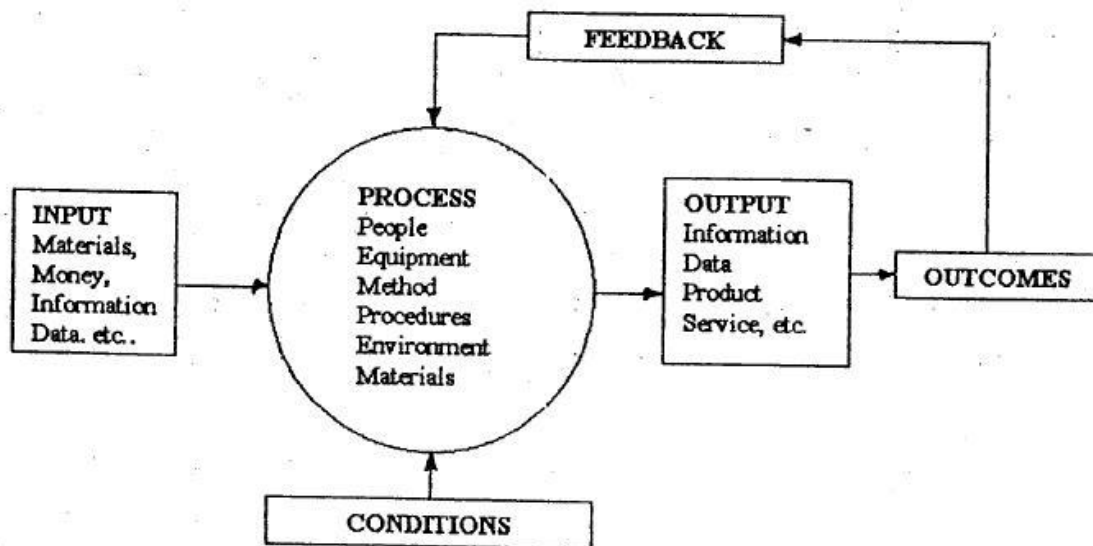 FEEDBACK
INPUT
Materials,
Money,
Information
Data. etc..
PROCESS
People
Equipment
Method
Procedures
Environment
Materials
OUTPUT
Information
Data
Product
Service, etc.
OUTCOMES
CONDITIONS